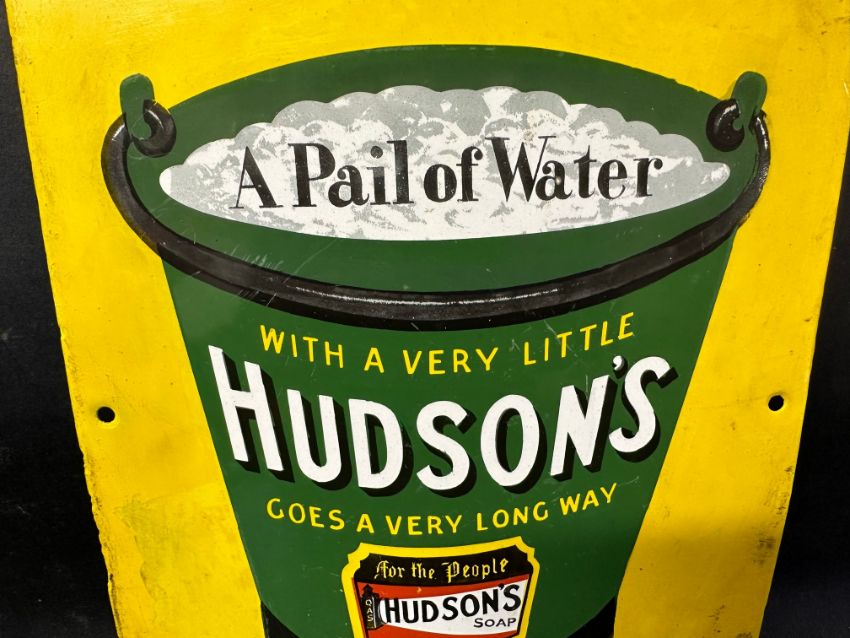 A Pail of Water
WITH A VERY LITTLE
HUDSON'S
GOES A VERY LONG WAY
For the People
HUDSON'S
SOAP